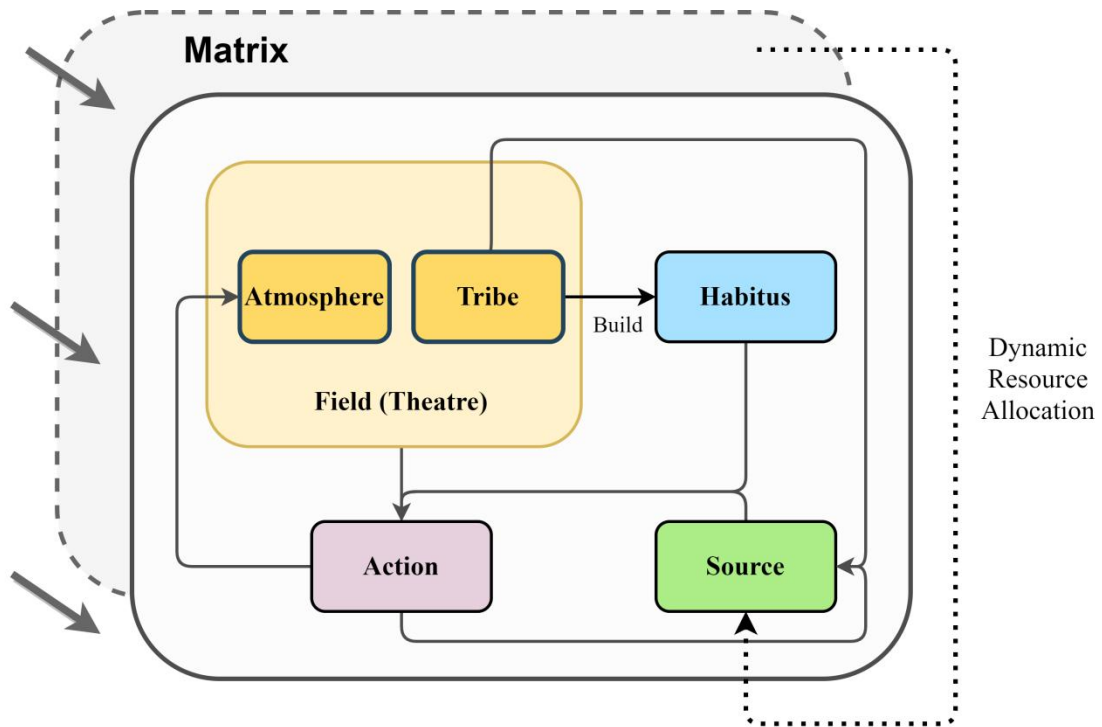 Matrix
Atmosphere
Tribe
Build
Habitus
Field (Theatre)
Dynamic
Resource
Allocation
Action
Source